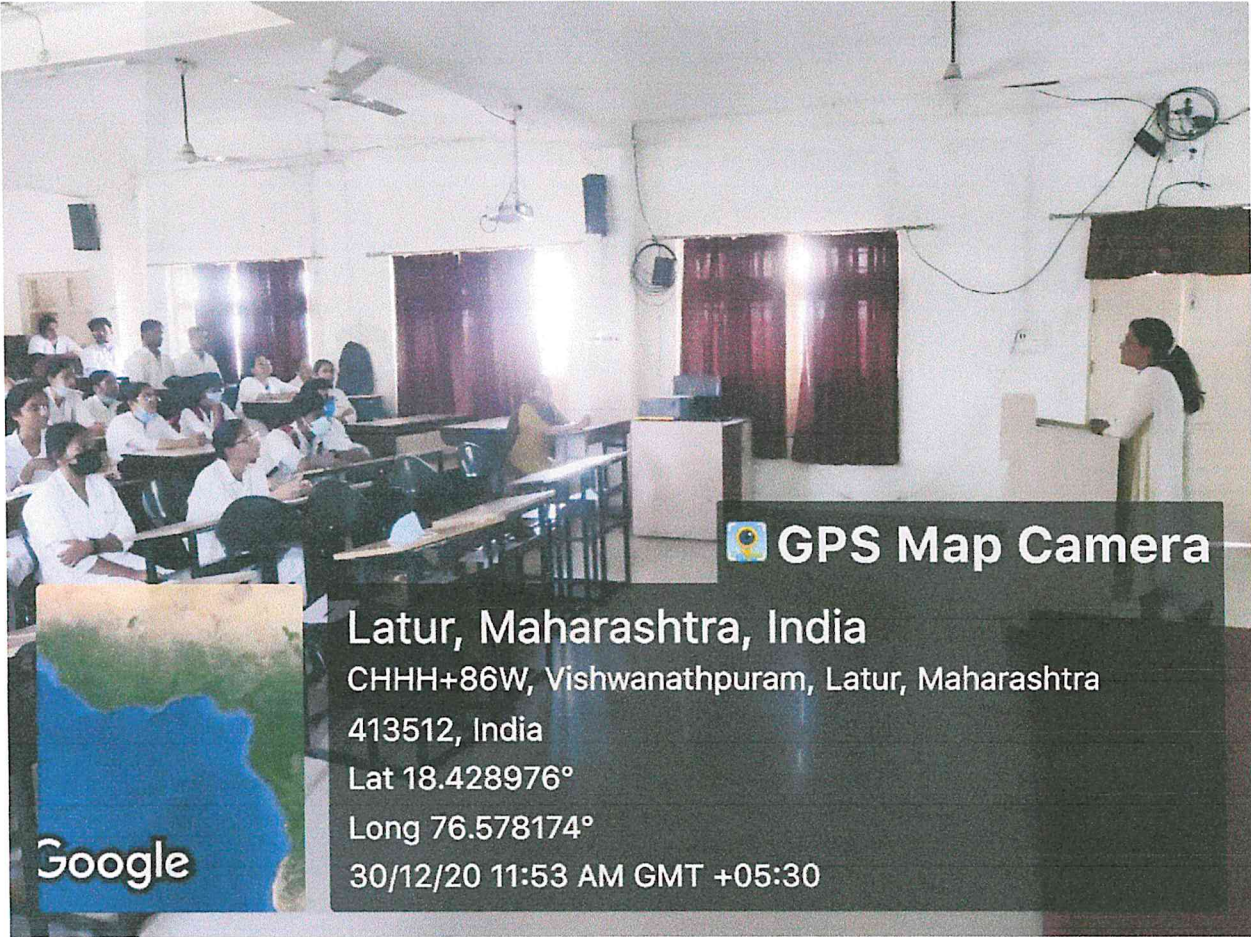 GPS Map Camera
Latur, Maharashtra, India
CHHH+86W, Vishwanathpuram, Latur, Maharashtra
413512, India
Lat 18.428976°
Long 76.578174°
30/12/20 11:53 AM GMT +05:30
Google